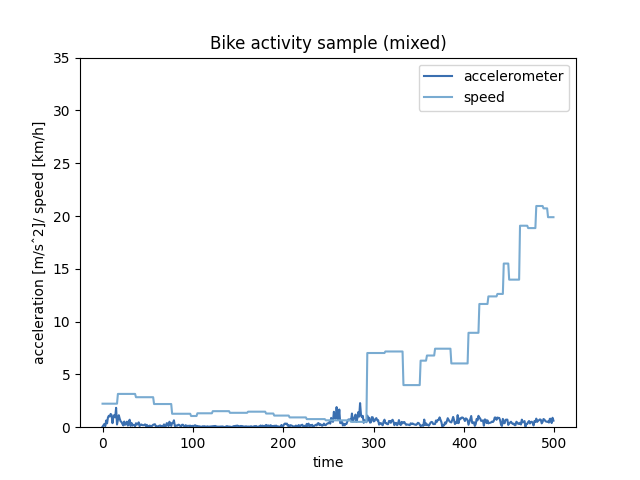 Bike activity sample (mixed)
accelerometer
speed
35
30
25
20
15
10
5
0
acceleration [m/s^2]/ speed [km/h]
0 100 200 300 400 500
time